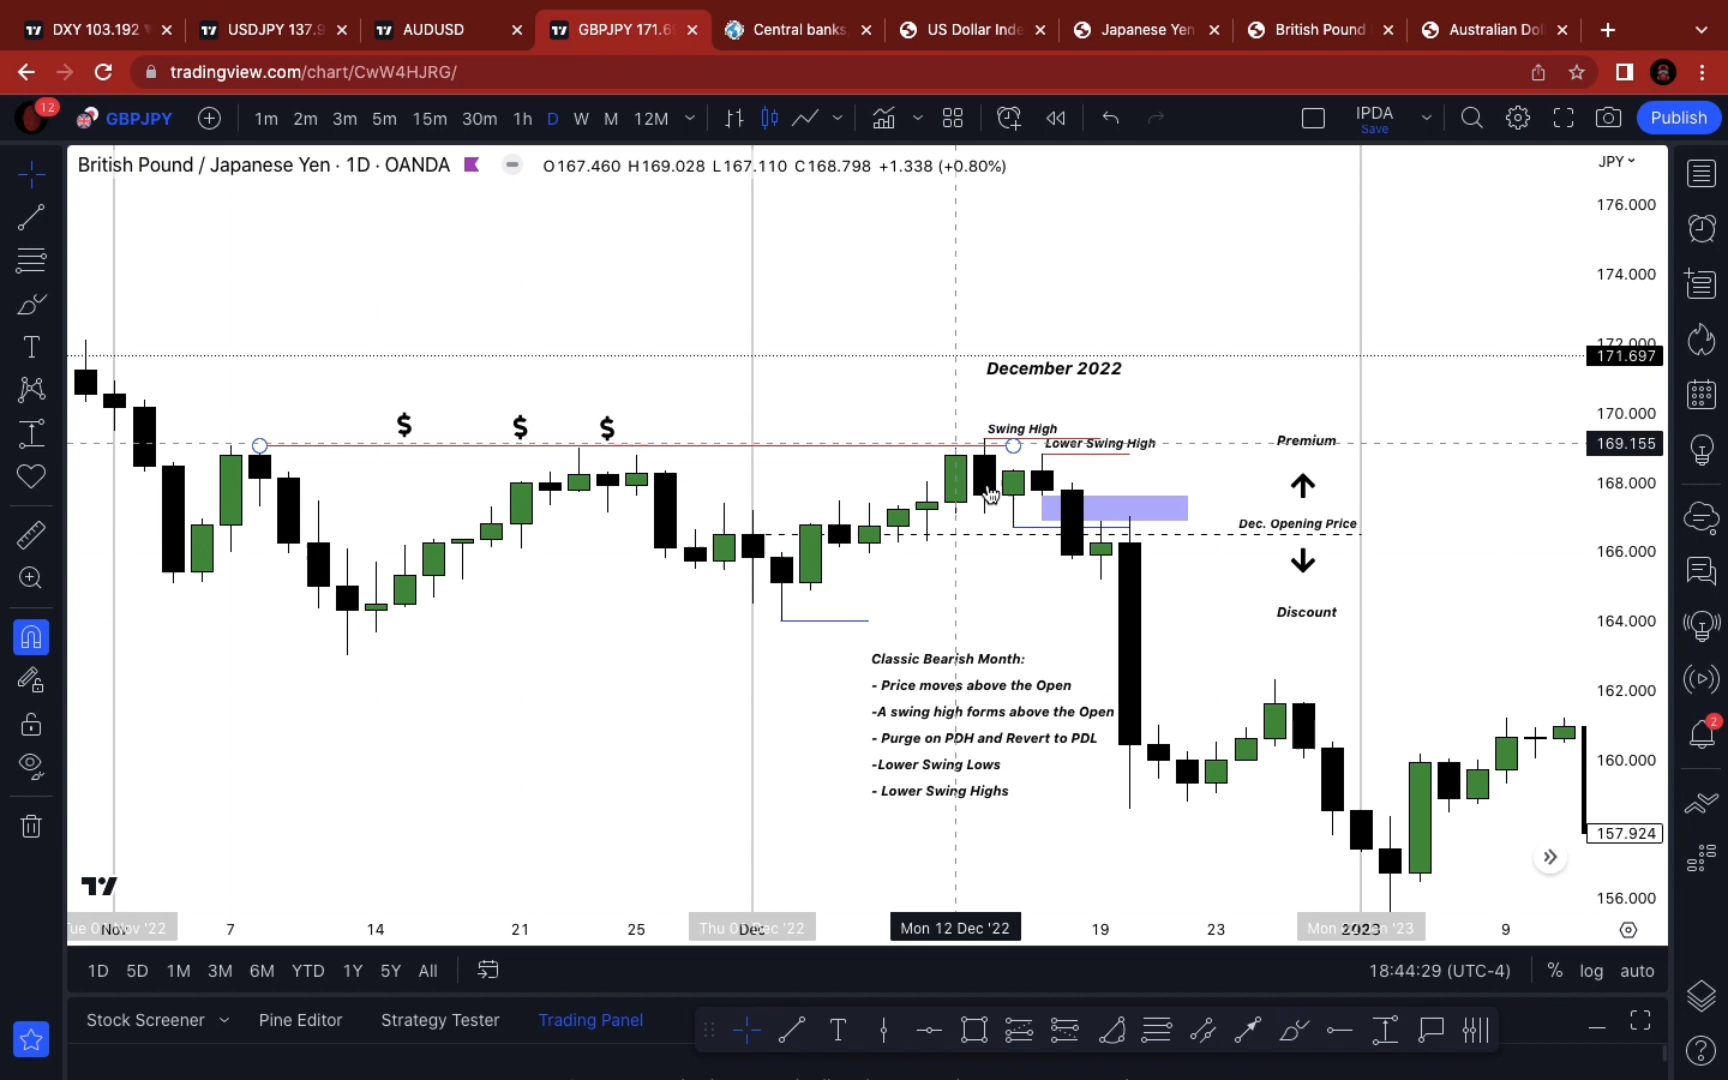 DXY 103.192
USDJPY 137.9
AUDUSD
GBPJPY 171.69
Central banks,
US Dollar Inde
Japanese Yen
British Pound
Australian Dol
tradingview.com/chart/CwW4HJRG/
12
GBPJPY
1m 2m 3m 5m 15m 30m 1h D W M 12M
IPDA
Save
Publish
British Pound / Japanese Yen · 1D · OANDA
O167.460 H169.028 L167.110 C168.798 +1.338 (+0.80%)
JPY
176.000
174.000
172.000
171.697
170.000
169.155
168.000
166.000
164.000
162.000
160.000
157.924
156.000
December 2022
$ $ $
Swing High
Lower Swing High
Premium
Dec. Opening Price
Discount
Classic Bearish Month:
- Price moves above the Open
-A swing high forms above the Open
- Purge on PDH and Revert to PDL
-Lower Swing Lows
- Lower Swing Highs
Nov 7 14 21 25 Dec Mon 12 Dec '22 19 23 2023 9
1D 5D 1M 3M 6M YTD 1Y 5Y All
18:44:29 (UTC-4) % log auto
Stock Screener Pine Editor Strategy Tester Trading Panel
2